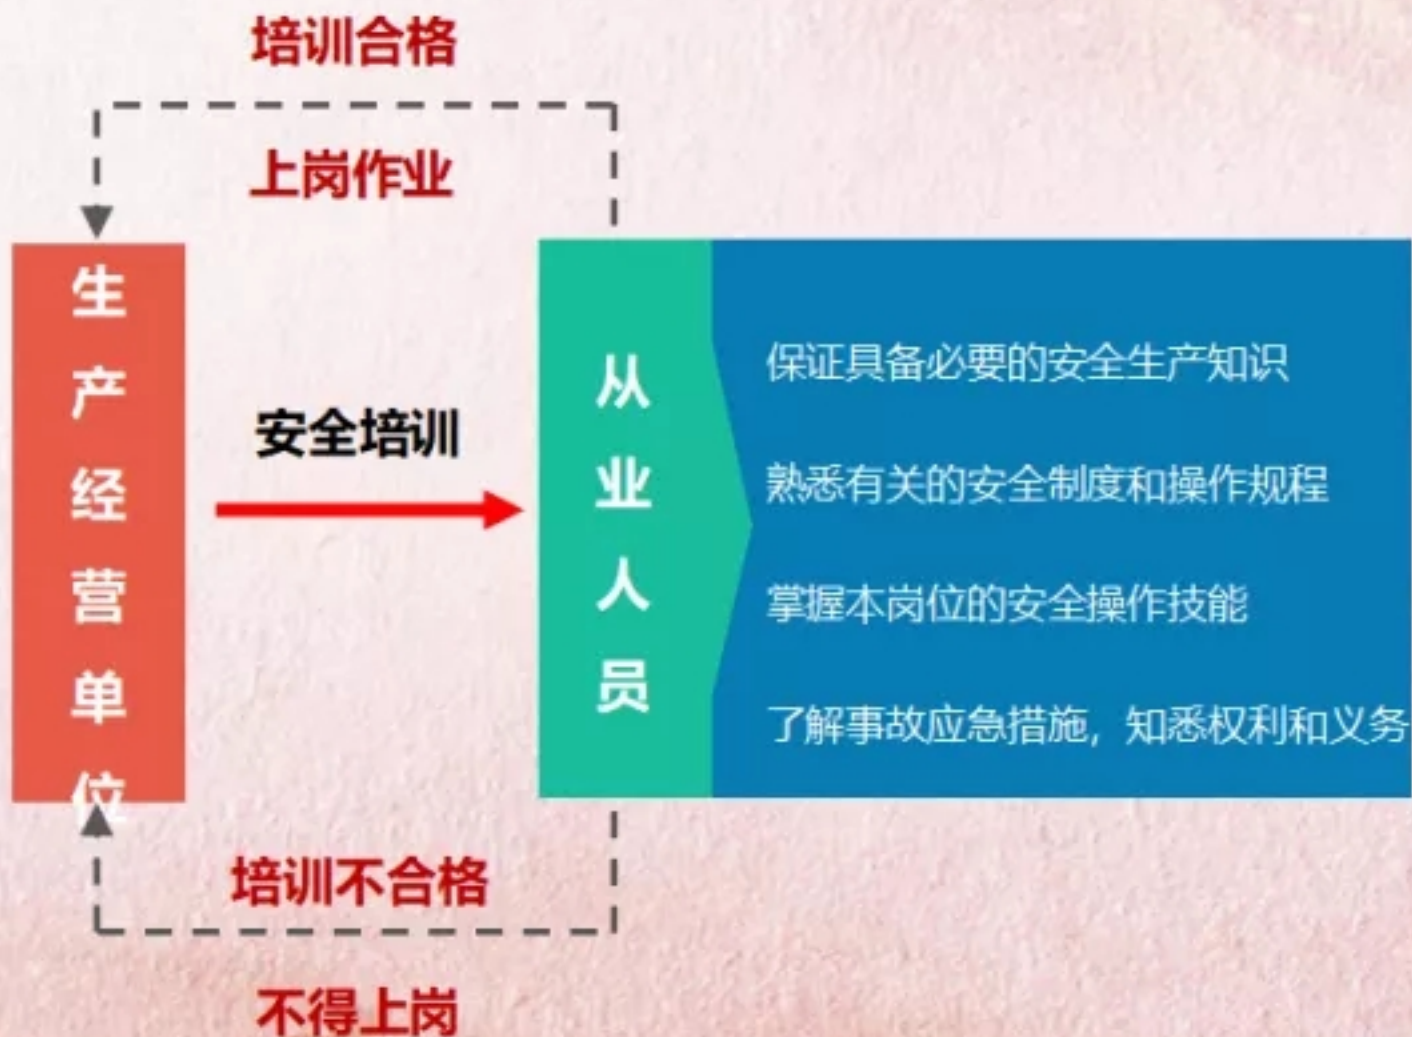 培训合格
上岗作业
生产经营单位
安全培训
从业人员
保证具备必要的安全生产知识
熟悉有关的安全制度和操作规程
掌握本岗位的安全操作技能
了解事故应急措施，知悉权利和义务
培训不合格
不得上岗